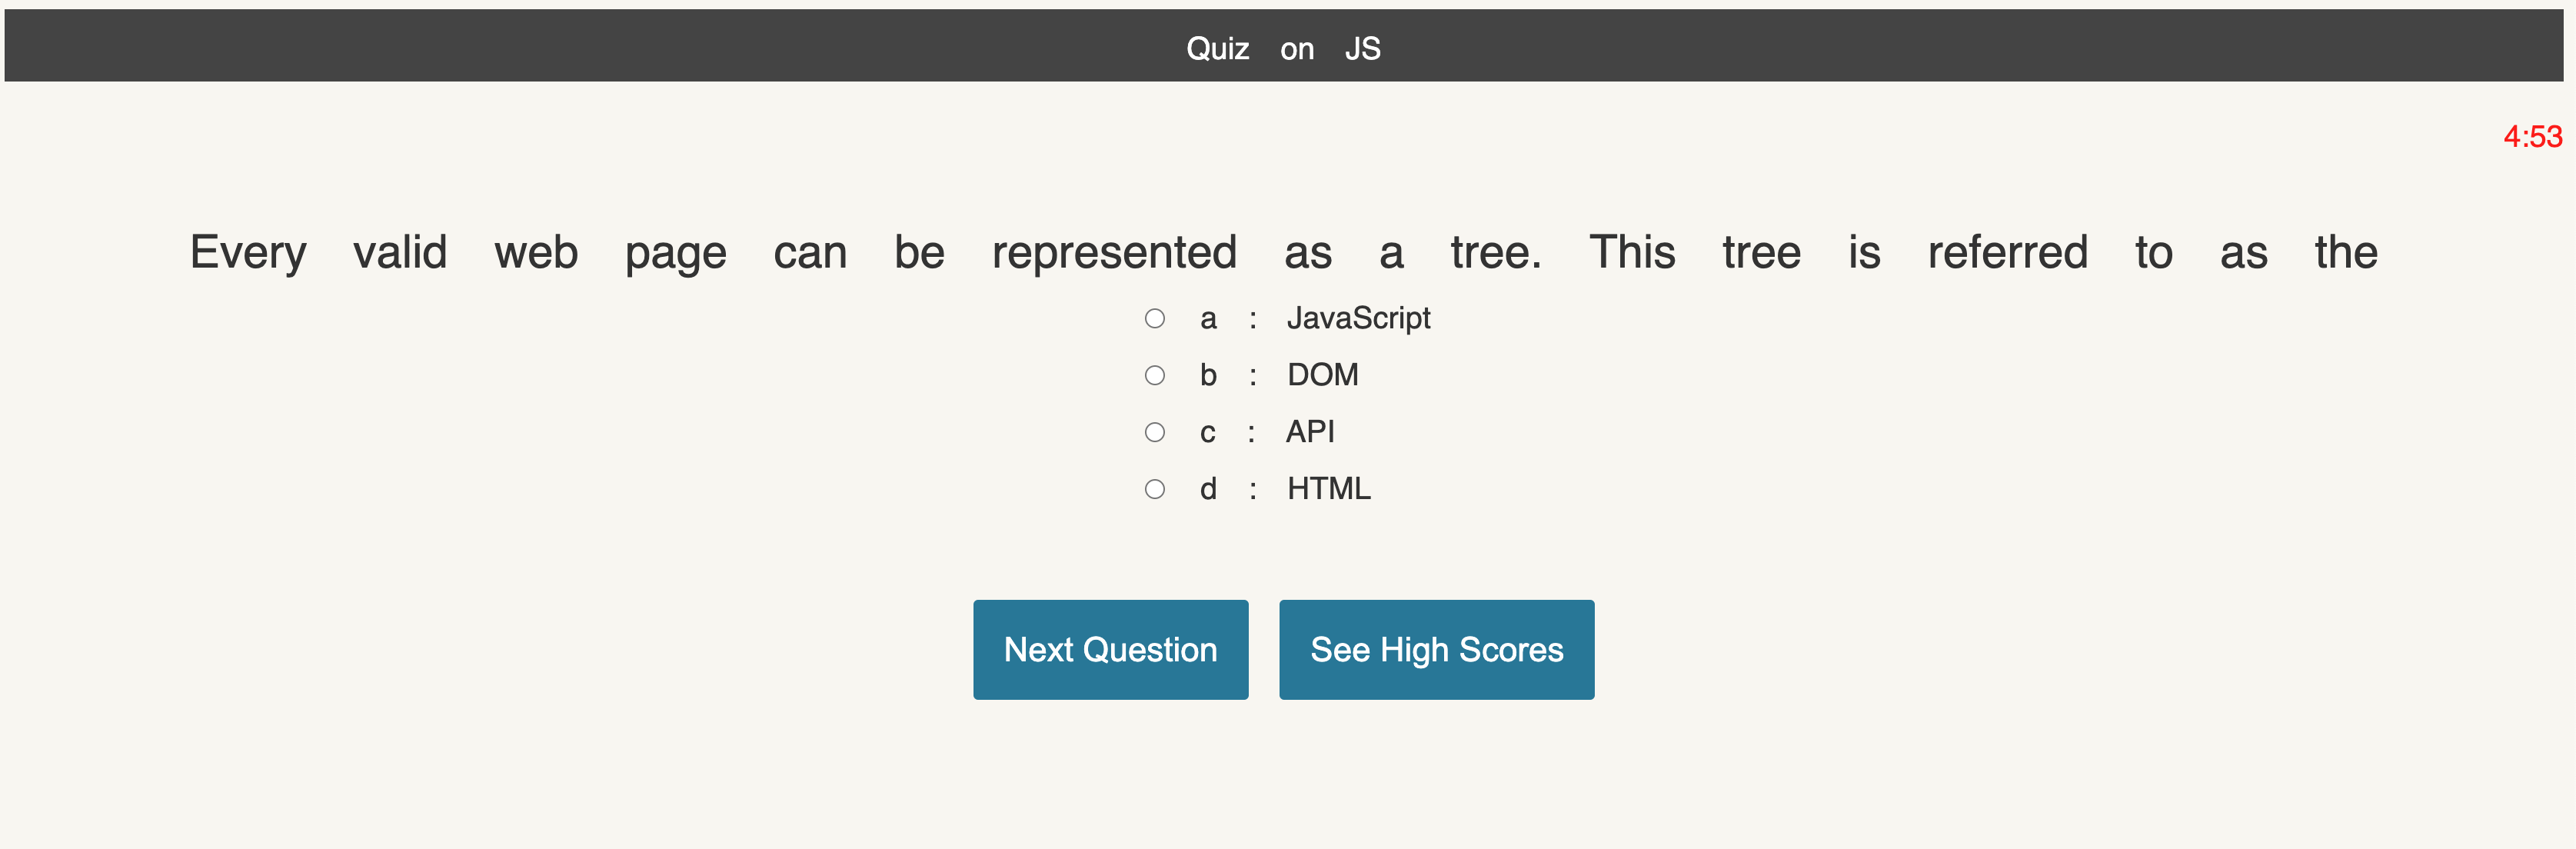 Quiz on JS
4:53
Every valid web page can be represented as a tree. This tree is referred to as the
a : JavaScript
b : DOM
c : API
d : HTML
Next Question See High Scores